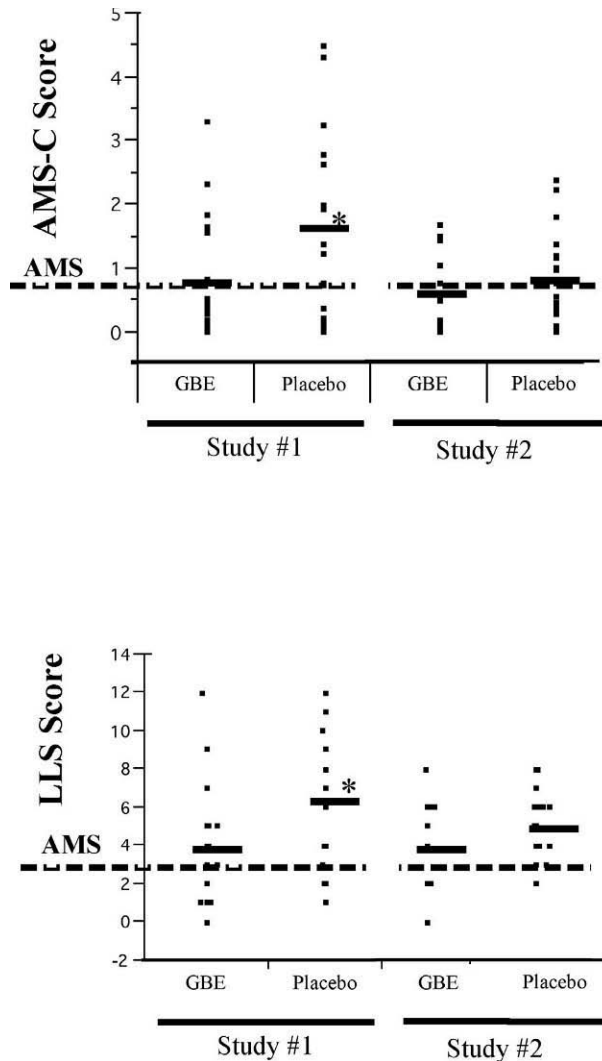 AMS-C Score
5
4
3
2
1
0
AMS
*
GBE
Placebo
GBE
Placebo
Study #1
Study #2
LLS Score
14
12
10
8
6
4
2
0
-2
AMS
*
GBE
Placebo
GBE
Placebo
Study #1
Study #2